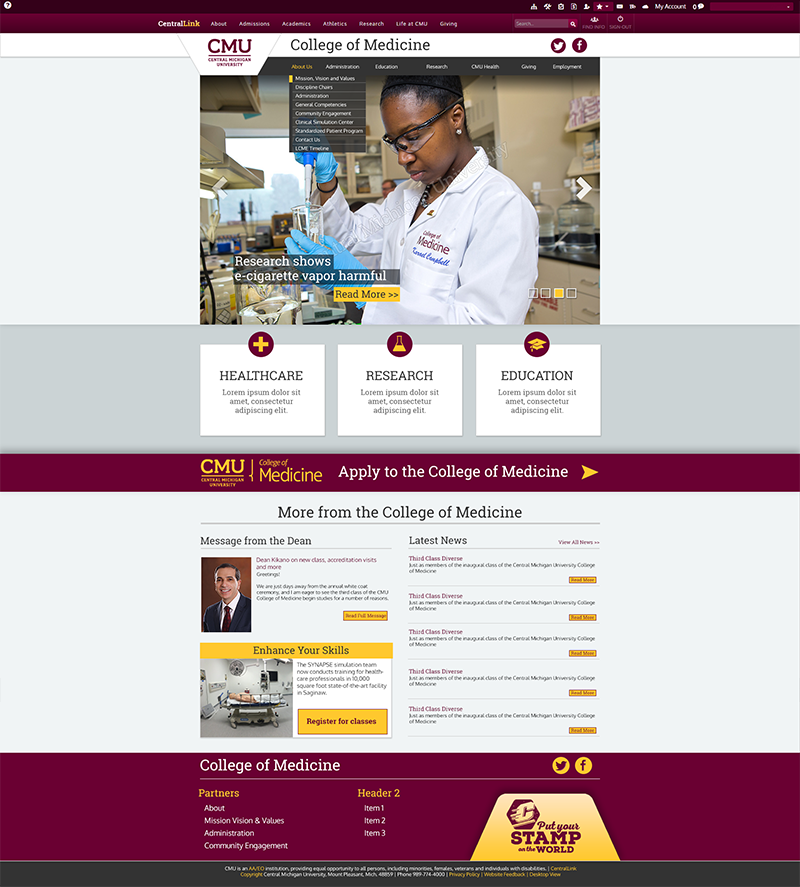 My Account 0
CentralLink About Admissions Academics Athletics Research Life at CMU Giving Search... FIND INFO SIGN-OUT
CMU
CENTRAL MICHIGAN
UNIVERSITY
College of Medicine
About Us Administration Education Research CMU Health Giving Employment
Mission, Vision and Values
Discipline Chairs
Administration
General Competencies
Community Engagement
Clinical Simulation Center
Standardized Patient Program
Contact Us
LCME Timeline
College of
Medicine
Research shows
e-cigarette vapor harmful
Read More >>
HEALTHCARE
Lorem ipsum dolor sit
amet, consectetur
adipiscing elit.
RESEARCH
Lorem ipsum dolor sit
amet, consectetur
adipiscing elit.
EDUCATION
Lorem ipsum dolor sit
amet, consectetur
adipiscing elit.
CMU
CENTRAL MICHIGAN
UNIVERSITY
College of
Medicine
Apply to the College of Medicine
More from the College of Medicine
Message from the Dean
Dean Kikano on new class, accreditation visits
and more
Greetings!
We are just days away from the annual white coat
ceremony, and I am eager to see the third class of the CMU
College of Medicine begin studies for a number of reasons.
Read Full Message
Enhance Your Skills
The SYNAPSE simulation team
now conducts training for health-
care professionals in 10,000
square foot state-of-the-art facility
in Saginaw.
Register for classes
Latest News View All News >>
Third Class Diverse
Just as members of the inaugural class of the Central Michigan University College
of Medicine
Read More
Third Class Diverse
Just as members of the inaugural class of the Central Michigan University College
of Medicine
Read More
Third Class Diverse
Just as members of the inaugural class of the Central Michigan University College
of Medicine
Read More
Third Class Diverse
Just as members of the inaugural class of the Central Michigan University College
of Medicine
Read More
Third Class Diverse
Just as members of the inaugural class of the Central Michigan University College
of Medicine
Read More
College of Medicine
Partners
About
Mission Vision & Values
Administration
Community Engagement
Header 2
Item 1
Item 2
Item 3
Put your
STAMP
on the WORLD
CMU is an AA/EO institution, providing equal opportunity to all persons, including minorities, females, veterans and individuals with disabilities. | CentralLink
Copyright Central Michigan University, Mount Pleasant, Mich. 48859 | Phone 989-774-4000 | Privacy Policy | Website Feedback | Desktop View